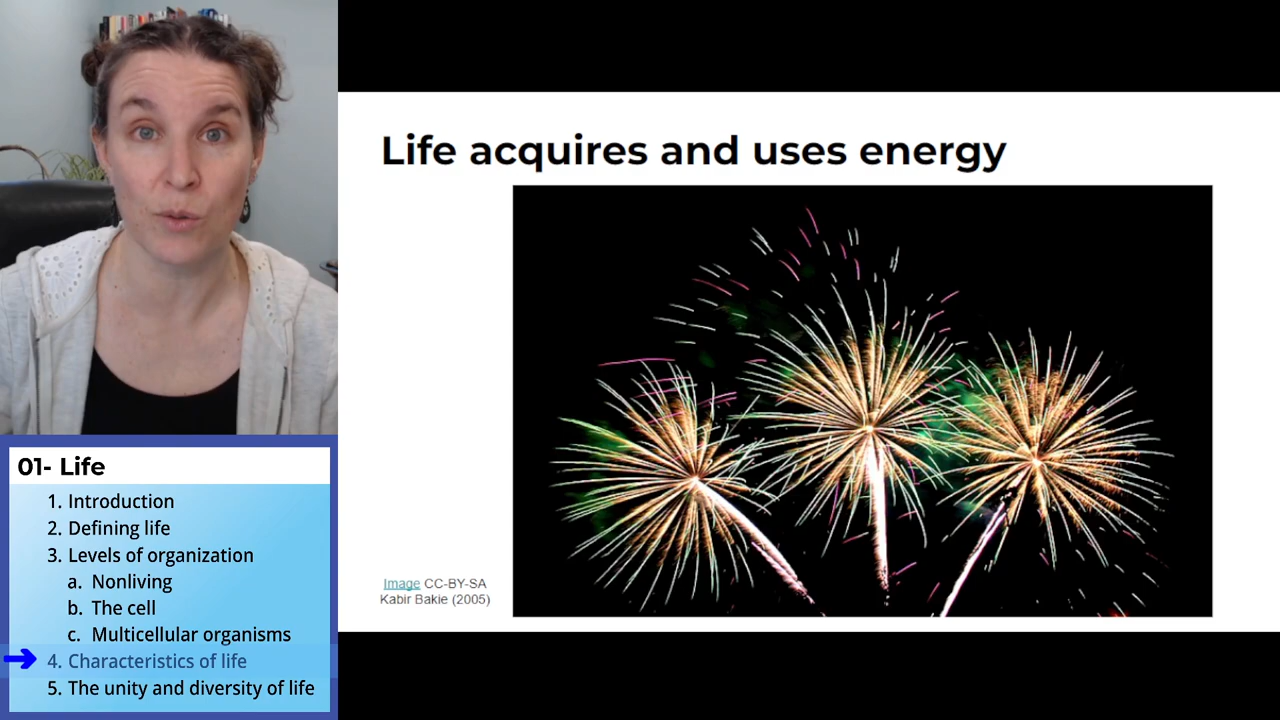 Life acquires and uses energy
Image CC-BY-SA
Kabir Bakie (2005)
01- Life
1. Introduction
2. Defining life
3. Levels of organization
a. Nonliving
b. The cell
c. Multicellular organisms
4. Characteristics of life
5. The unity and diversity of life